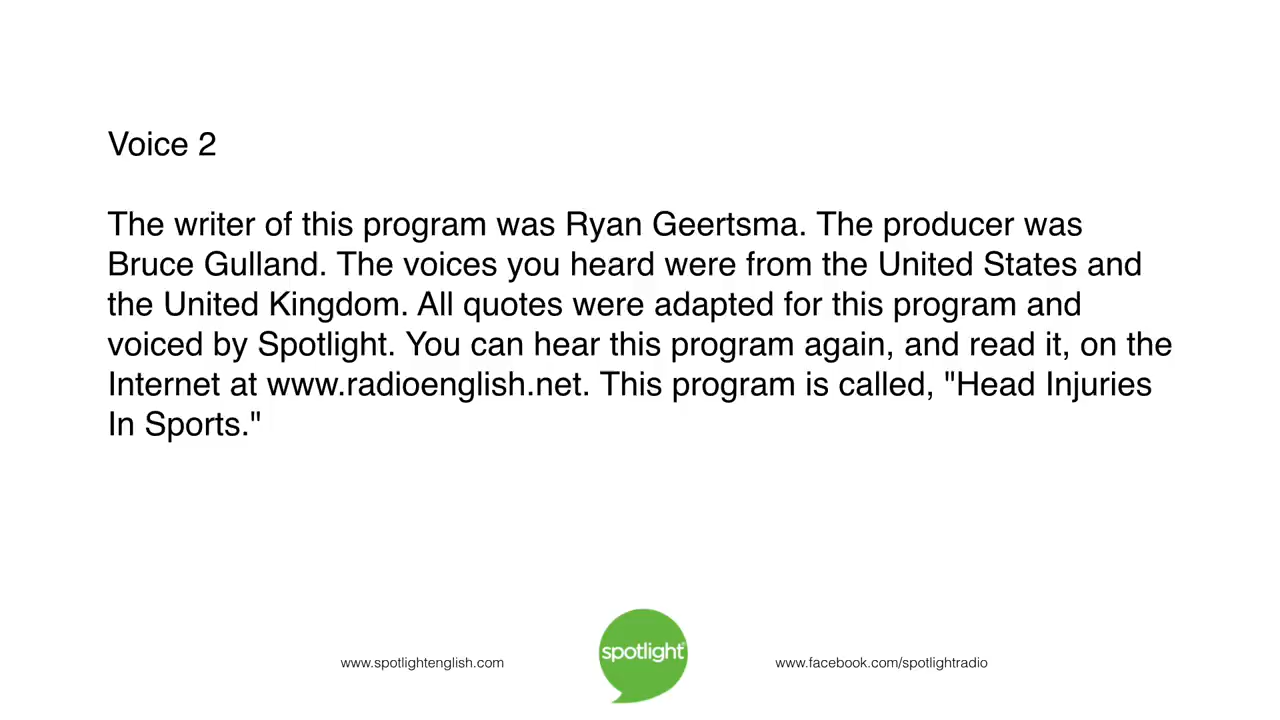 Voice 2
The writer of this program was Ryan Geertsma. The producer was
Bruce Gulland. The voices you heard were from the United States and
the United Kingdom. All quotes were adapted for this program and
voiced by Spotlight. You can hear this program again, and read it, on the
Internet at www.radioenglish.net. This program is called, "Head Injuries
In Sports."
www.spotlightenglish.com
spotlight®
www.facebook.com/spotlightradio